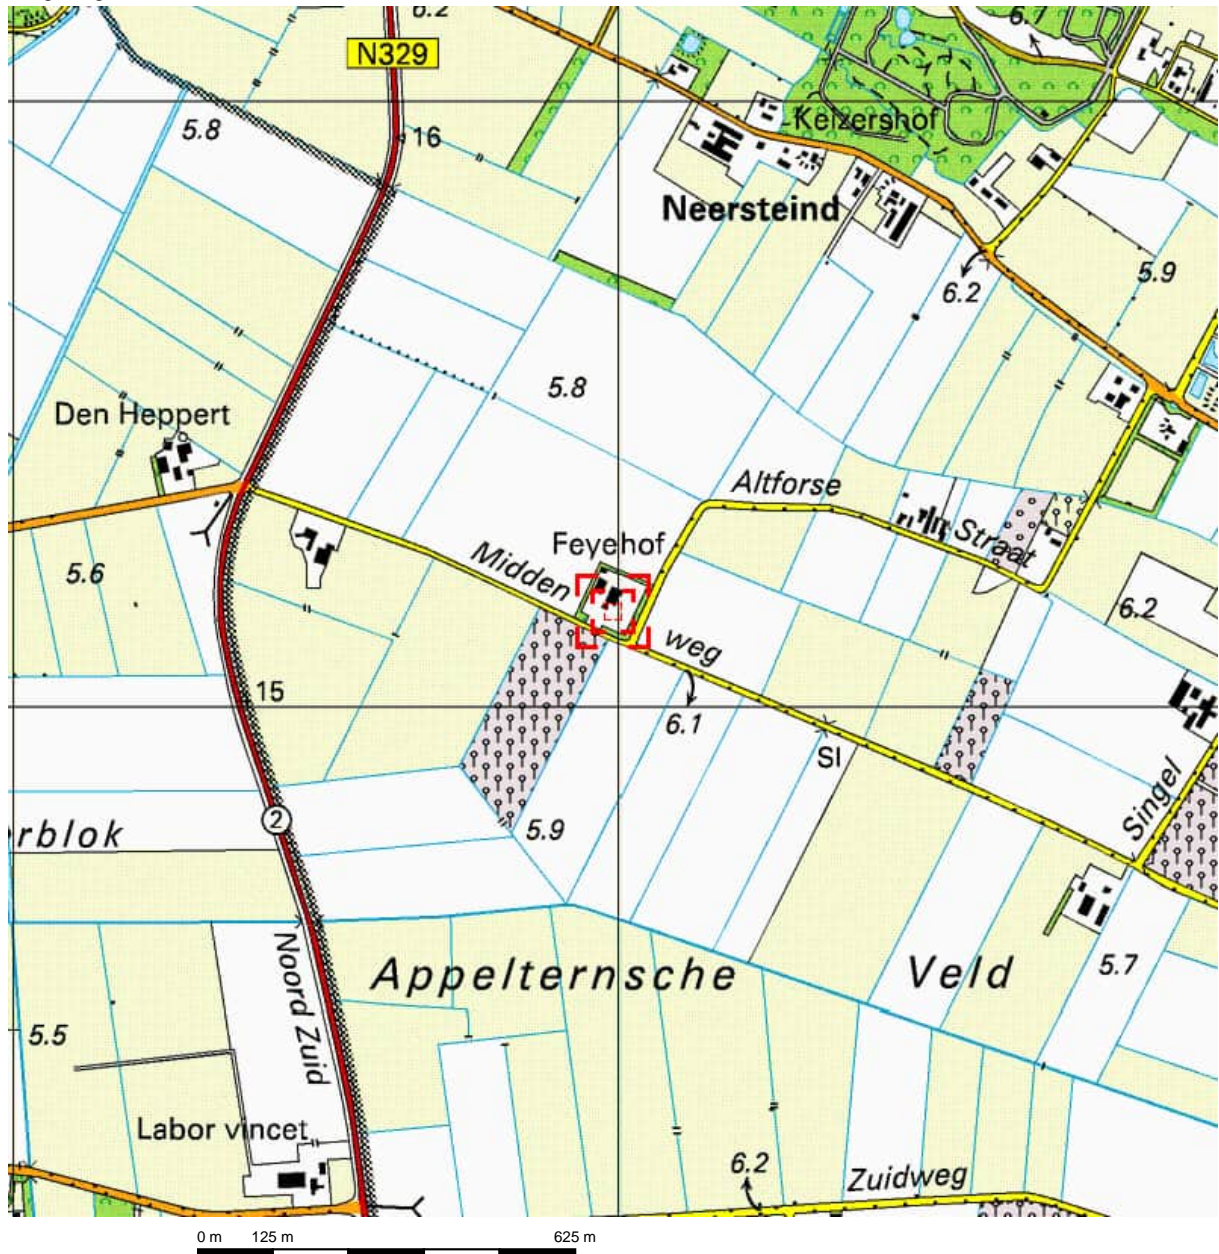 6.2
6.7
N329
5.8
16
Keizershof
Neersteind
5.9
6.2
5.8
Den Heppert
Altforse
Straat
Feyehof
Midden
5.6
6.2
weg
15
6.1
SI
Singel
2
rblok
5.9
Appelternsche Veld
5.7
Noord Zuid
5.5
Labor vincet
6.2
Zuidweg
0 m 125 m 625 m